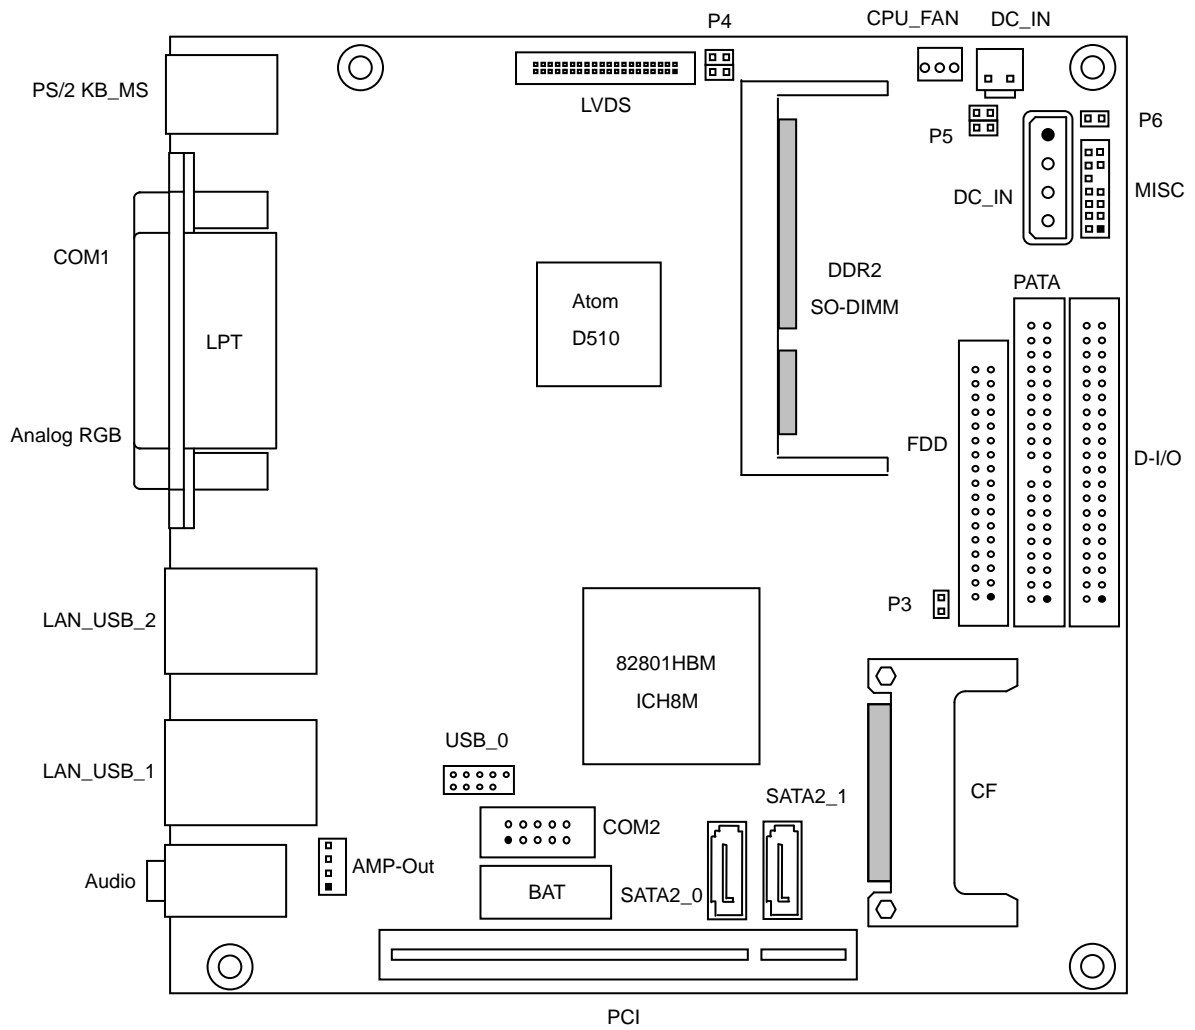 CPU_FAN
DC_IN
P4
PS/2 KB_MS
LVDS
P5
P6
DC_IN
MISC
COM1
DDR2
SO-DIMM
PATA
Atom
D510
LPT
Analog RGB
FDD
D-I/O
P3
LAN_USB_2
82801HBM
ICH8M
USB_0
LAN_USB_1
SATA2_1
CF
COM2
AMP-Out
Audio
BAT
SATA2_0
PCI